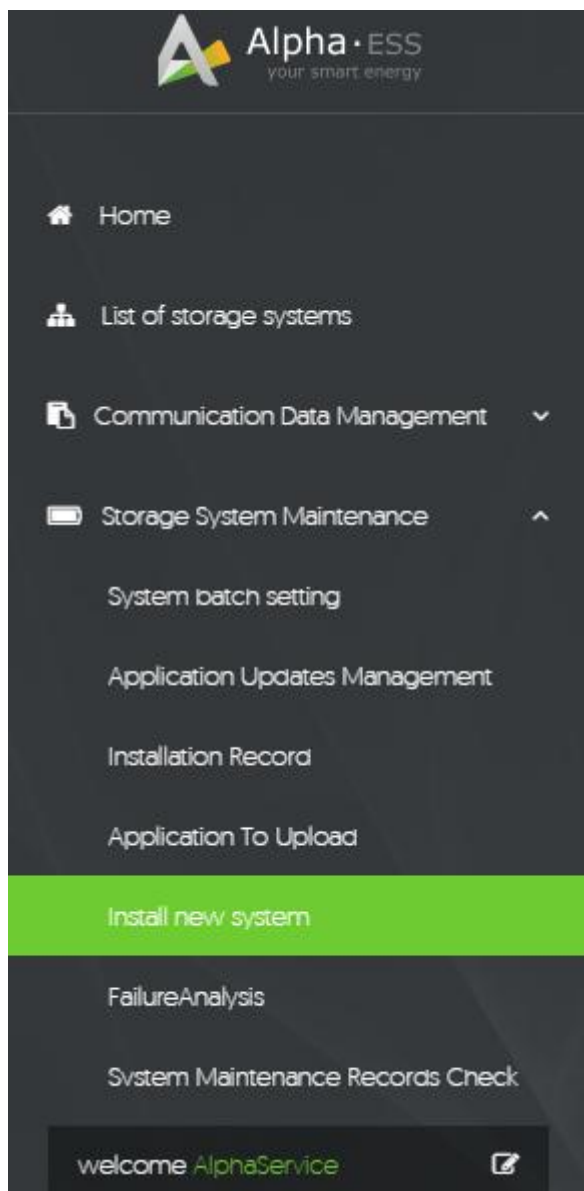 Alpha·ESS
your smart energy
Home
List of storage systems
Communication Data Management
Storage System Maintenance
System batch setting
Application Updates Management
Installation Record
Application To Upload
Install new system
FailureAnalysis
System Maintenance Records Check
welcome AlphaService